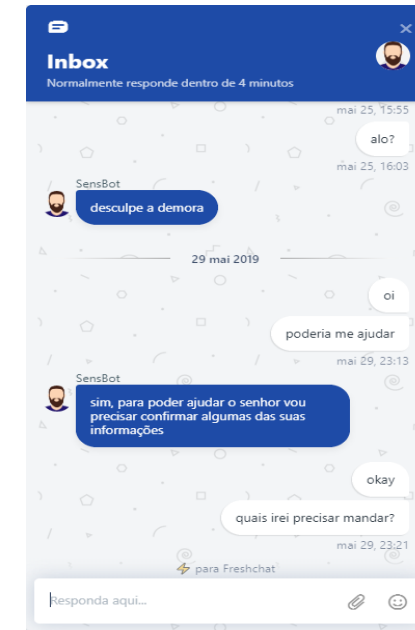 Inbox
Normalmente responde dentro de 4 minutos
mai 25, 15:55
alo?
mai 25, 16:03
SensBot
desculpe a demora
29 mai 2019
oi
poderia me ajudar
mai 29, 23:13
SensBot
sim, para poder ajudar o senhor vou
precisar confirmar algumas das suas
informações
okay
quais irei precisar mandar?
mai 29, 23:21
para Freshchat
Responda aqui...